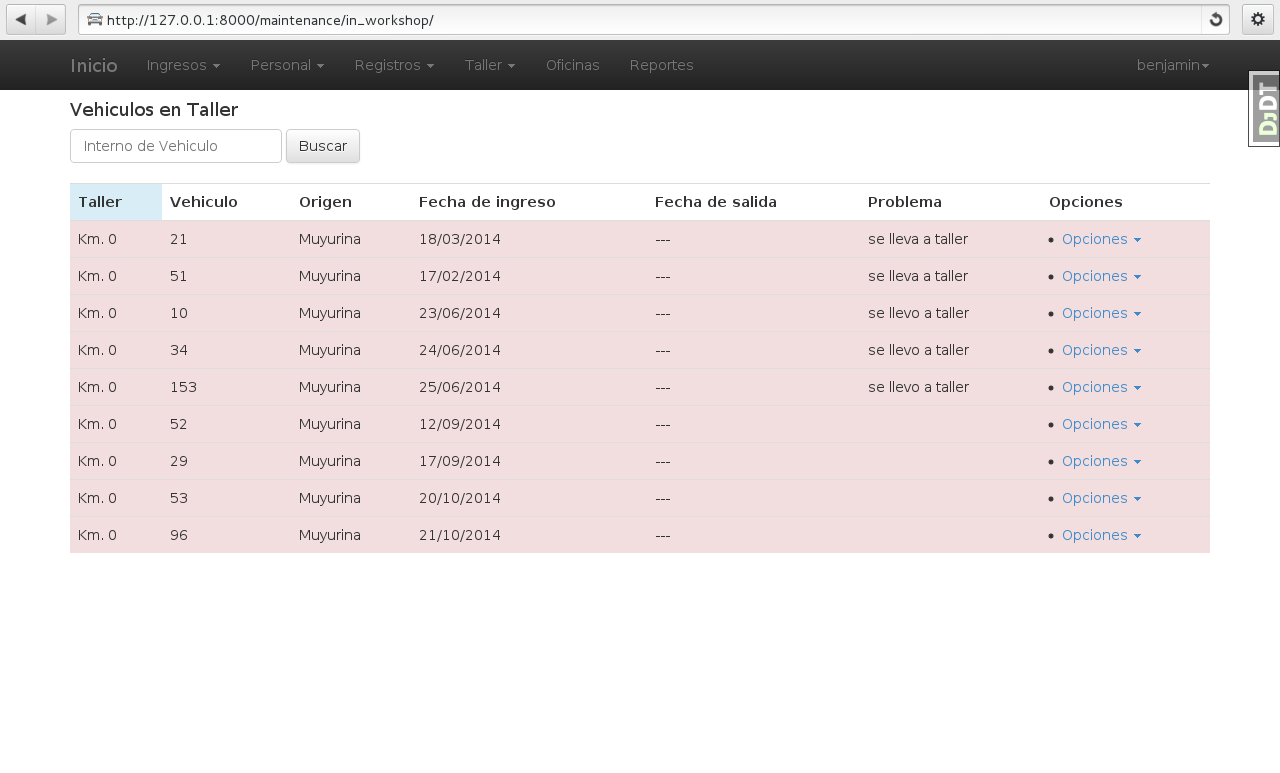 http://127.0.0.1:8000/maintenance/in_workshop/
Inicio Ingresos Personal Registros Taller Oficinas Reportes benjamin
DjDT
Vehiculos en Taller
Interno de Vehiculo Buscar
Taller Vehiculo Origen Fecha de ingreso Fecha de salida Problema Opciones
Km. 0 21 Muyurina 18/03/2014 --- se lleva a taller • Opciones
Km. 0 51 Muyurina 17/02/2014 --- se lleva a taller • Opciones
Km. 0 10 Muyurina 23/06/2014 --- se llevo a taller • Opciones
Km. 0 34 Muyurina 24/06/2014 --- se llevo a taller • Opciones
Km. 0 153 Muyurina 25/06/2014 --- se llevo a taller • Opciones
Km. 0 52 Muyurina 12/09/2014 --- • Opciones
Km. 0 29 Muyurina 17/09/2014 --- • Opciones
Km. 0 53 Muyurina 20/10/2014 --- • Opciones
Km. 0 96 Muyurina 21/10/2014 --- • Opciones